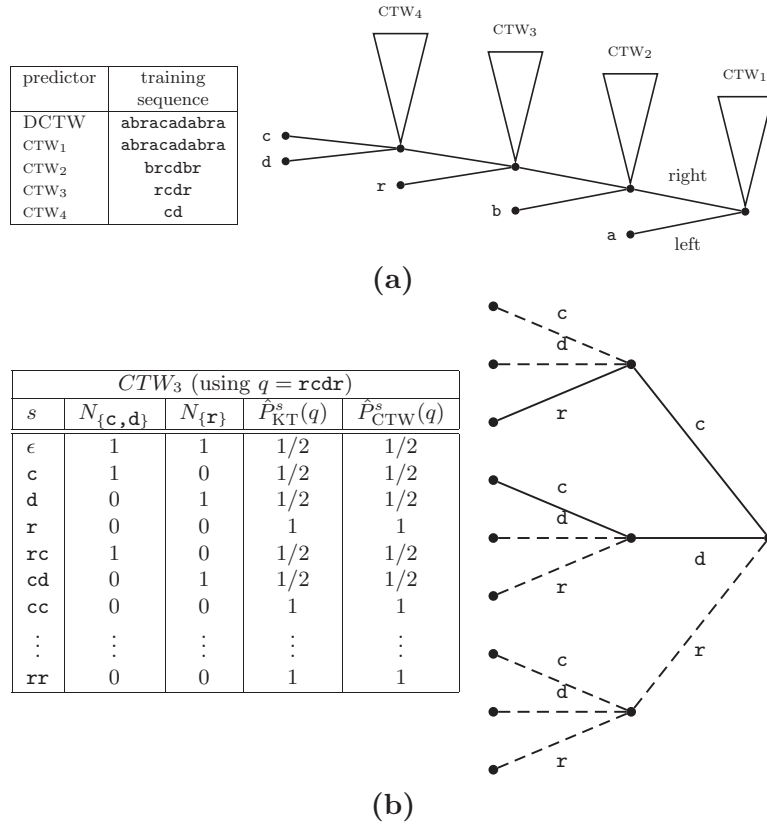 CTW4
CTW3
CTW2
CTW1
predictor training
sequence
DCTW abracadabra
CTW1 abracadabra
CTW2 brcdbr
CTW3 rcdr
CTW4 cd
c
d
r
b
a
right
left
(a)
CTW3 (using q = rcdr)
s N{c,d} N{r} P̂sKT(q) P̂sCTW(q)
ϵ 1 1 1/2 1/2
c 1 0 1/2 1/2
d 0 1 1/2 1/2
r 0 0 1 1
rc 1 0 1/2 1/2
cd 0 1 1/2 1/2
cc 0 0 1 1
⋮ ⋮ ⋮ ⋮ ⋮
rr 0 0 1 1
c
d
r
c
c
d
r
d
c
d
r
r
(b)